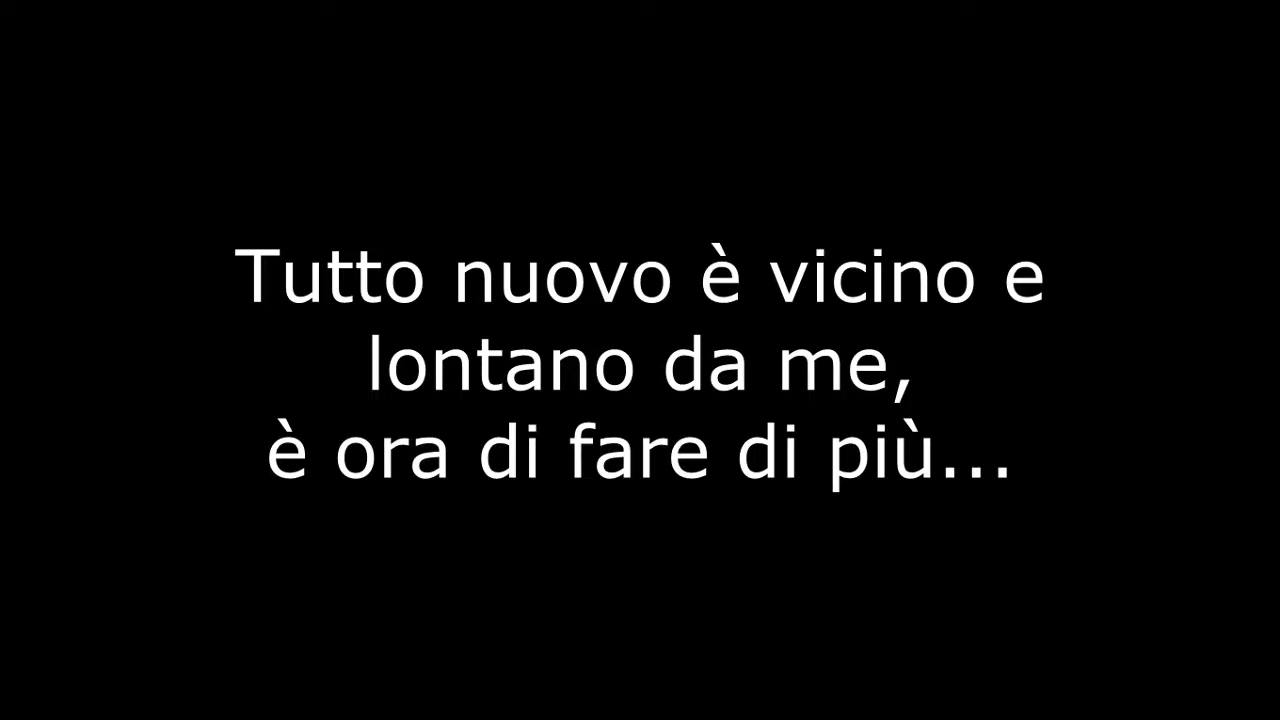 Tutto nuovo è vicino e
lontano da me,
è ora di fare di più...